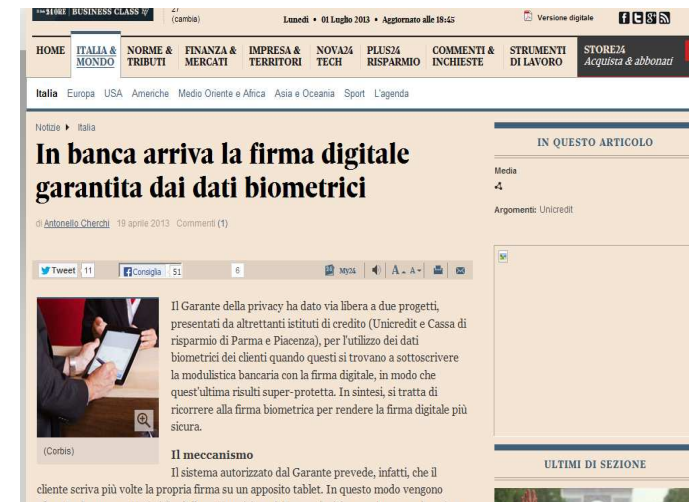 STORE BUSINESS CLASS 24
27
(cambia)
Lunedì • 01 Luglio 2013 • Aggiornato alle 18:45
Versione digitale
HOME
ITALIA & MONDO
NORME & TRIBUTI
FINANZA & MERCATI
IMPRESA & TERRITORI
NOVA24 TECH
PLUS24 RISPARMIO
COMMENTI & INCHIESTE
STRUMENTI DI LAVORO
STORE24
Acquista & abbonati
Italia Europa USA Americhe Medio Oriente e Africa Asia e Oceania Sport L'agenda
Notizie Italia
In banca arriva la firma digitale
garantita dai dati biometrici
di Antonello Cherchi 19 aprile 2013 Commenti (1)
Tweet 11 Consiglia 51 6 My24 A- A+
Il Garante della privacy ha dato via libera a due progetti,
presentati da altrettanti istituti di credito (Unicredit e Cassa di
risparmio di Parma e Piacenza), per l'utilizzo dei dati
biometrici dei clienti quando questi si trovano a sottoscrivere
la modulistica bancaria con la firma digitale, in modo che
quest'ultima risulti super-protetta. In sintesi, si tratta di
ricorrere alla firma biometrica per rendere la firma digitale più
sicura.
(Corbis)
Il meccanismo
Il sistema autorizzato dal Garante prevede, infatti, che il
cliente scriva più volte la propria firma su un apposito tablet. In questo modo vengono
IN QUESTO ARTICOLO
Media
Argomenti: Unicredit
ULTIMI DI SEZIONE